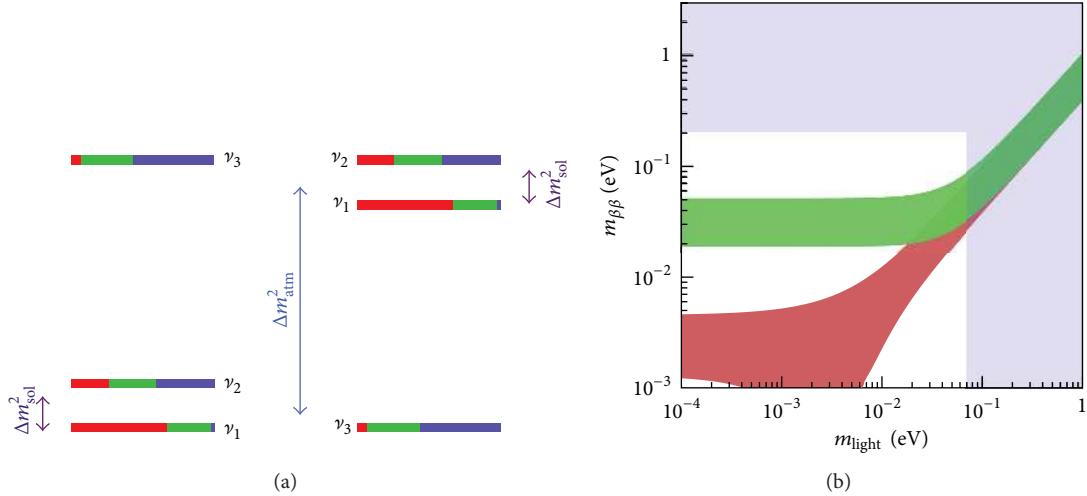 ν₃
ν₂
ν₁
Δm²sol
Δm²atm
ν₂
ν₁
Δm²sol
ν₃
(a)
1
10⁻¹
10⁻²
10⁻³
mββ (eV)
10⁻⁴ 10⁻³ 10⁻² 10⁻¹ 1
mlight (eV)
(b)